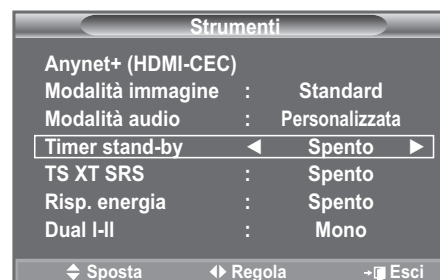 Strumenti
Anynet+ (HDMI-CEC)
Modalità immagine : Standard
Modalità audio : Personalizzata
Timer stand-by ◄ Spento ►
TS XT SRS : Spento
Risp. energia : Spento
Dual I-II : Mono
Sposta Regola Esci